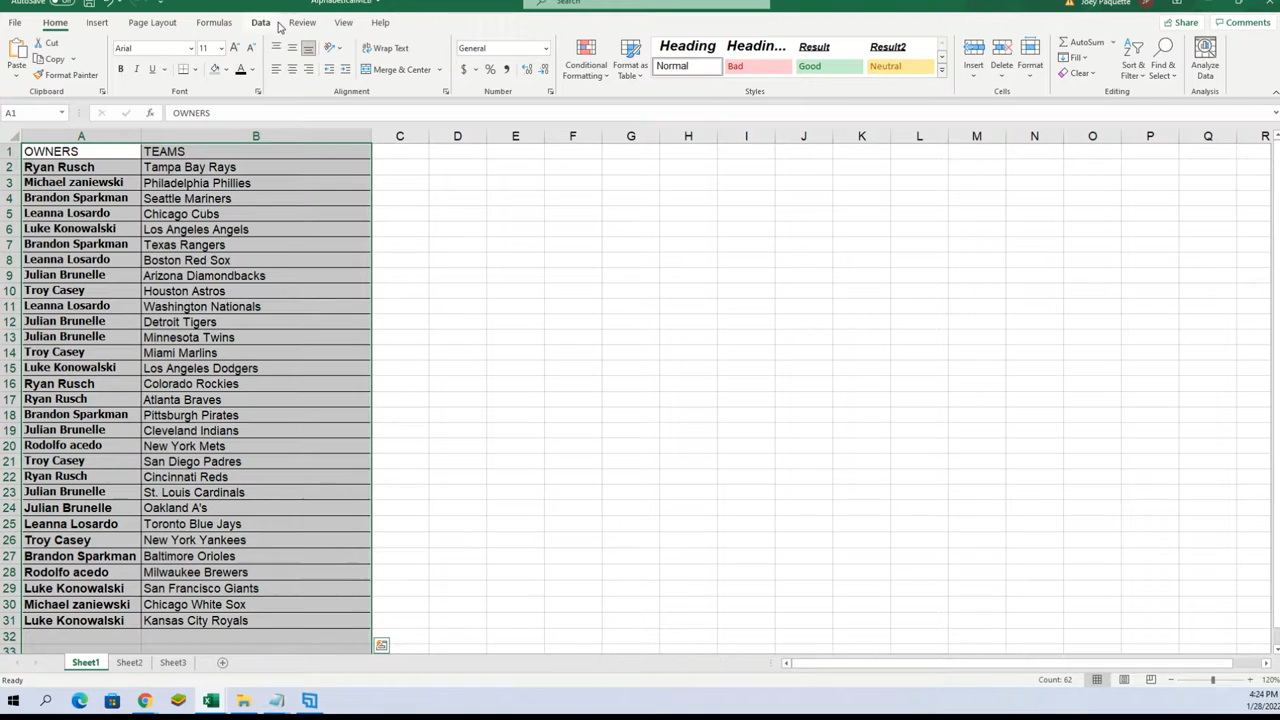 AutoSave Off AlphabeticalMLB Search Joey Paquette
File Home Insert Page Layout Formulas Data Review View Help Share Comments
Cut Arial 11 Wrap Text General Heading Headin... Result Result2 AutoSum
Paste Copy Conditional Formatting Format as Table Insert Delete Format Fill Sort & Filter Find & Select Analyze Data
Format Painter Merge & Center Normal Bad Good Neutral Clear
Clipboard Font Alignment Number Styles Cells Editing Analysis
A1 fx OWNERS
A B C D E F G H I J K L M N O P Q R
1 OWNERS TEAMS
2 Ryan Rusch Tampa Bay Rays
3 Michael zaniewski Philadelphia Phillies
4 Brandon Sparkman Seattle Mariners
5 Leanna Losardo Chicago Cubs
6 Luke Konowalski Los Angeles Angels
7 Brandon Sparkman Texas Rangers
8 Leanna Losardo Boston Red Sox
9 Julian Brunelle Arizona Diamondbacks
10 Troy Casey Houston Astros
11 Leanna Losardo Washington Nationals
12 Julian Brunelle Detroit Tigers
13 Julian Brunelle Minnesota Twins
14 Troy Casey Miami Marlins
15 Luke Konowalski Los Angeles Dodgers
16 Ryan Rusch Colorado Rockies
17 Ryan Rusch Atlanta Braves
18 Brandon Sparkman Pittsburgh Pirates
19 Julian Brunelle Cleveland Indians
20 Rodolfo acedo New York Mets
21 Troy Casey San Diego Padres
22 Ryan Rusch Cincinnati Reds
23 Julian Brunelle St. Louis Cardinals
24 Julian Brunelle Oakland A's
25 Leanna Losardo Toronto Blue Jays
26 Troy Casey New York Yankees
27 Brandon Sparkman Baltimore Orioles
28 Rodolfo acedo Milwaukee Brewers
29 Luke Konowalski San Francisco Giants
30 Michael zaniewski Chicago White Sox
31 Luke Konowalski Kansas City Royals
32
33
Sheet1 Sheet2 Sheet3
Ready Count: 62 120%
4:24 PM
1/28/2022